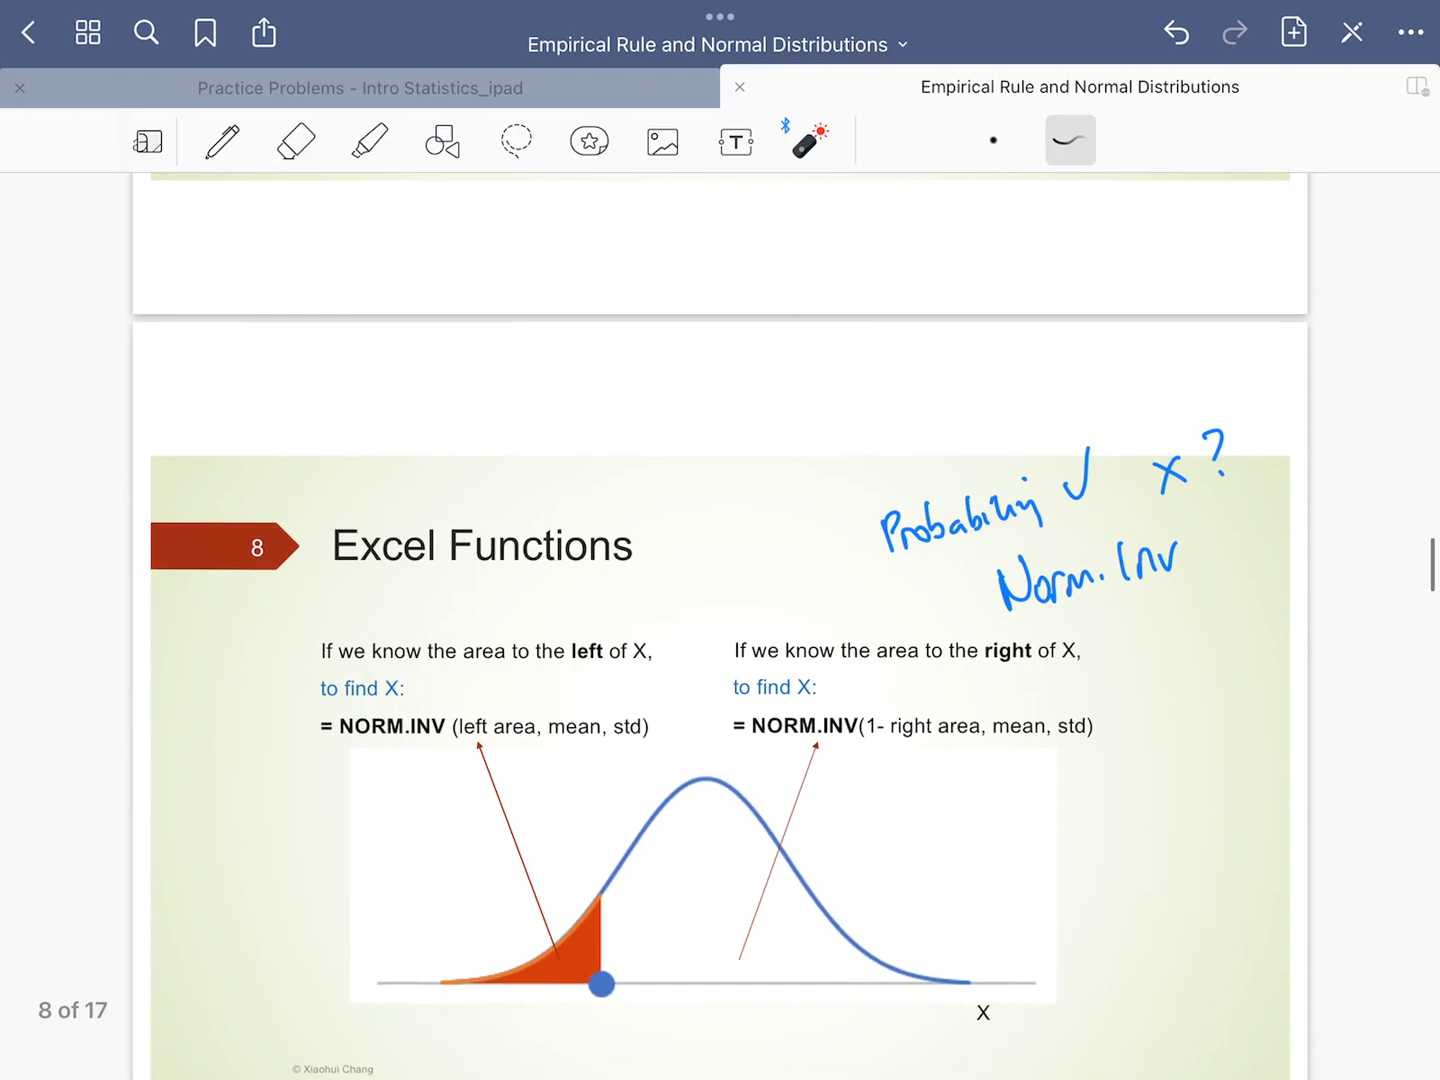 Empirical Rule and Normal Distributions
Practice Problems - Intro Statistics_ipad
Empirical Rule and Normal Distributions
T
Probability ✓ x ?
Norm. Inv
8
Excel Functions
If we know the area to the left of X,
to find X:
= NORM.INV (left area, mean, std)
If we know the area to the right of X,
to find X:
= NORM.INV(1- right area, mean, std)
X
8 of 17
© Xiaohui Chang